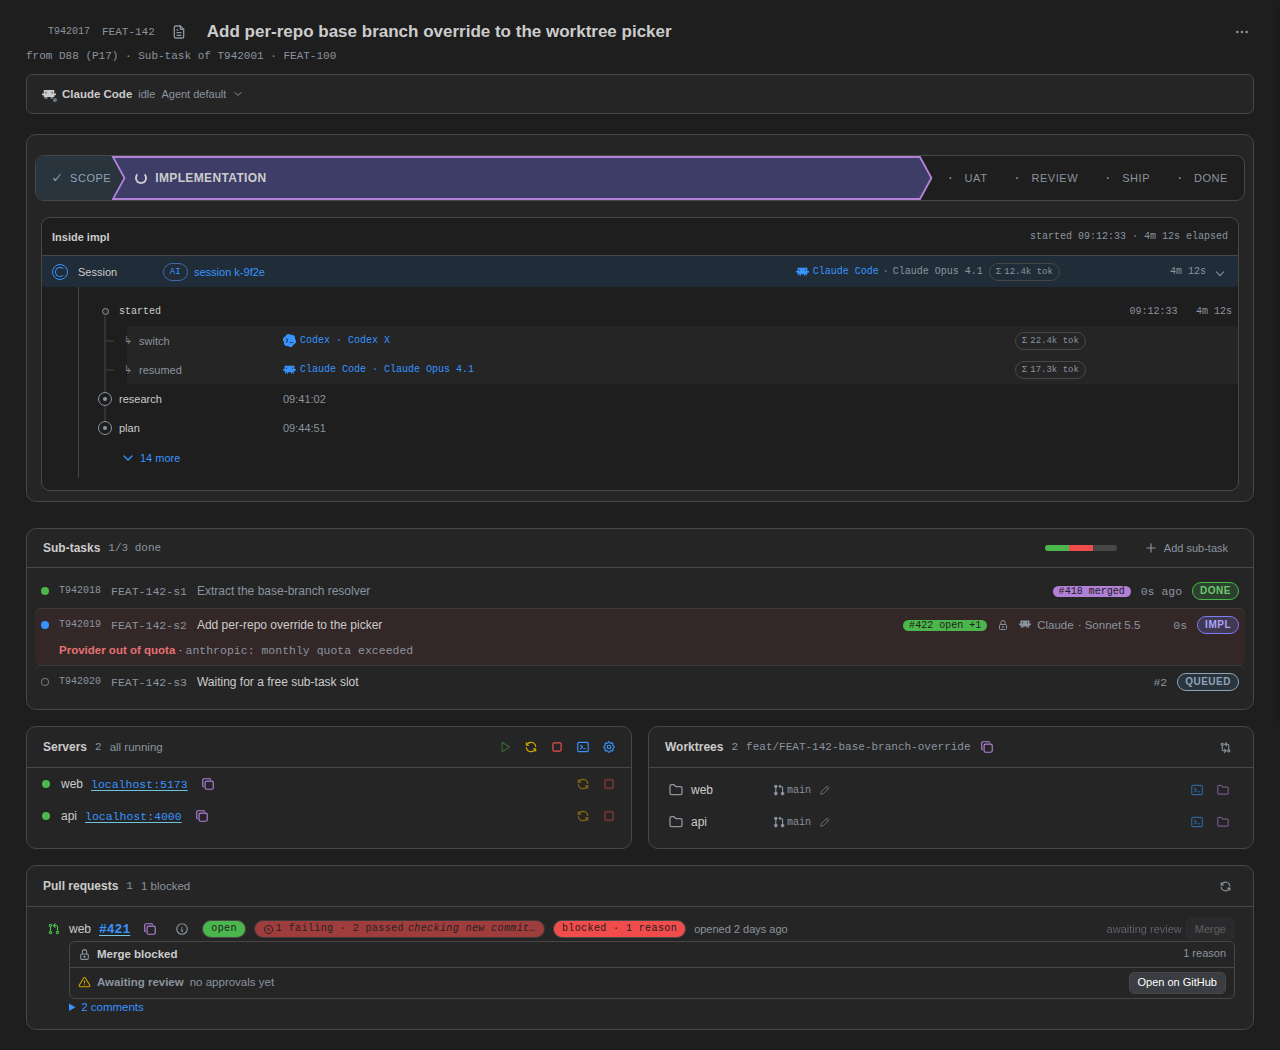 T942017 FEAT-142 Add per-repo base branch override to the worktree picker
from D88 (P17) · Sub-task of T942001 · FEAT-100
Claude Code idle Agent default
SCOPE IMPLEMENTATION · UAT · REVIEW · SHIP · DONE
Inside impl started 09:12:33 · 4m 12s elapsed
Session AI session k-9f2e Claude Code · Claude Opus 4.1 Σ 12.4k tok 4m 12s
started 09:12:33 4m 12s
↳ switch Codex · Codex X Σ 22.4k tok
↳ resumed Claude Code · Claude Opus 4.1 Σ 17.3k tok
research 09:41:02
plan 09:44:51
14 more
Sub-tasks 1/3 done Add sub-task
T942018 FEAT-142-s1 Extract the base-branch resolver #418 merged 0s ago DONE
T942019 FEAT-142-s2 Add per-repo override to the picker #422 open +1 Claude · Sonnet 5.5 0s IMPL
Provider out of quota · anthropic: monthly quota exceeded
T942020 FEAT-142-s3 Waiting for a free sub-task slot #2 QUEUED
Servers 2 all running
web localhost:5173
api localhost:4000
Worktrees 2 feat/FEAT-142-base-branch-override
web main
api main
Pull requests 1 1 blocked
web #421 open 1 failing · 2 passed checking new commit… blocked · 1 reason opened 2 days ago awaiting review Merge
Merge blocked 1 reason
Awaiting review no approvals yet Open on GitHub
2 comments